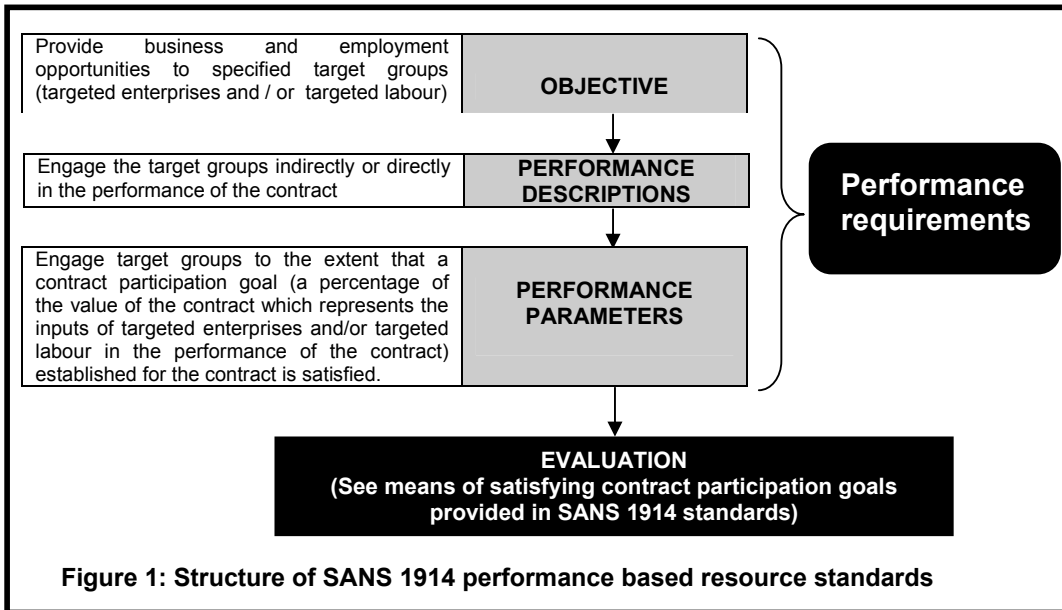 Provide business and employment
opportunities to specified target groups
(targeted enterprises and / or targeted labour)
OBJECTIVE
Engage the target groups indirectly or directly
in the performance of the contract
PERFORMANCE
DESCRIPTIONS
Engage target groups to the extent that a
contract participation goal (a percentage of
the value of the contract which represents the
inputs of targeted enterprises and/or targeted
labour in the performance of the contract)
established for the contract is satisfied.
PERFORMANCE
PARAMETERS
Performance
requirements
EVALUATION
(See means of satisfying contract participation goals
provided in SANS 1914 standards)
Figure 1: Structure of SANS 1914 performance based resource standards